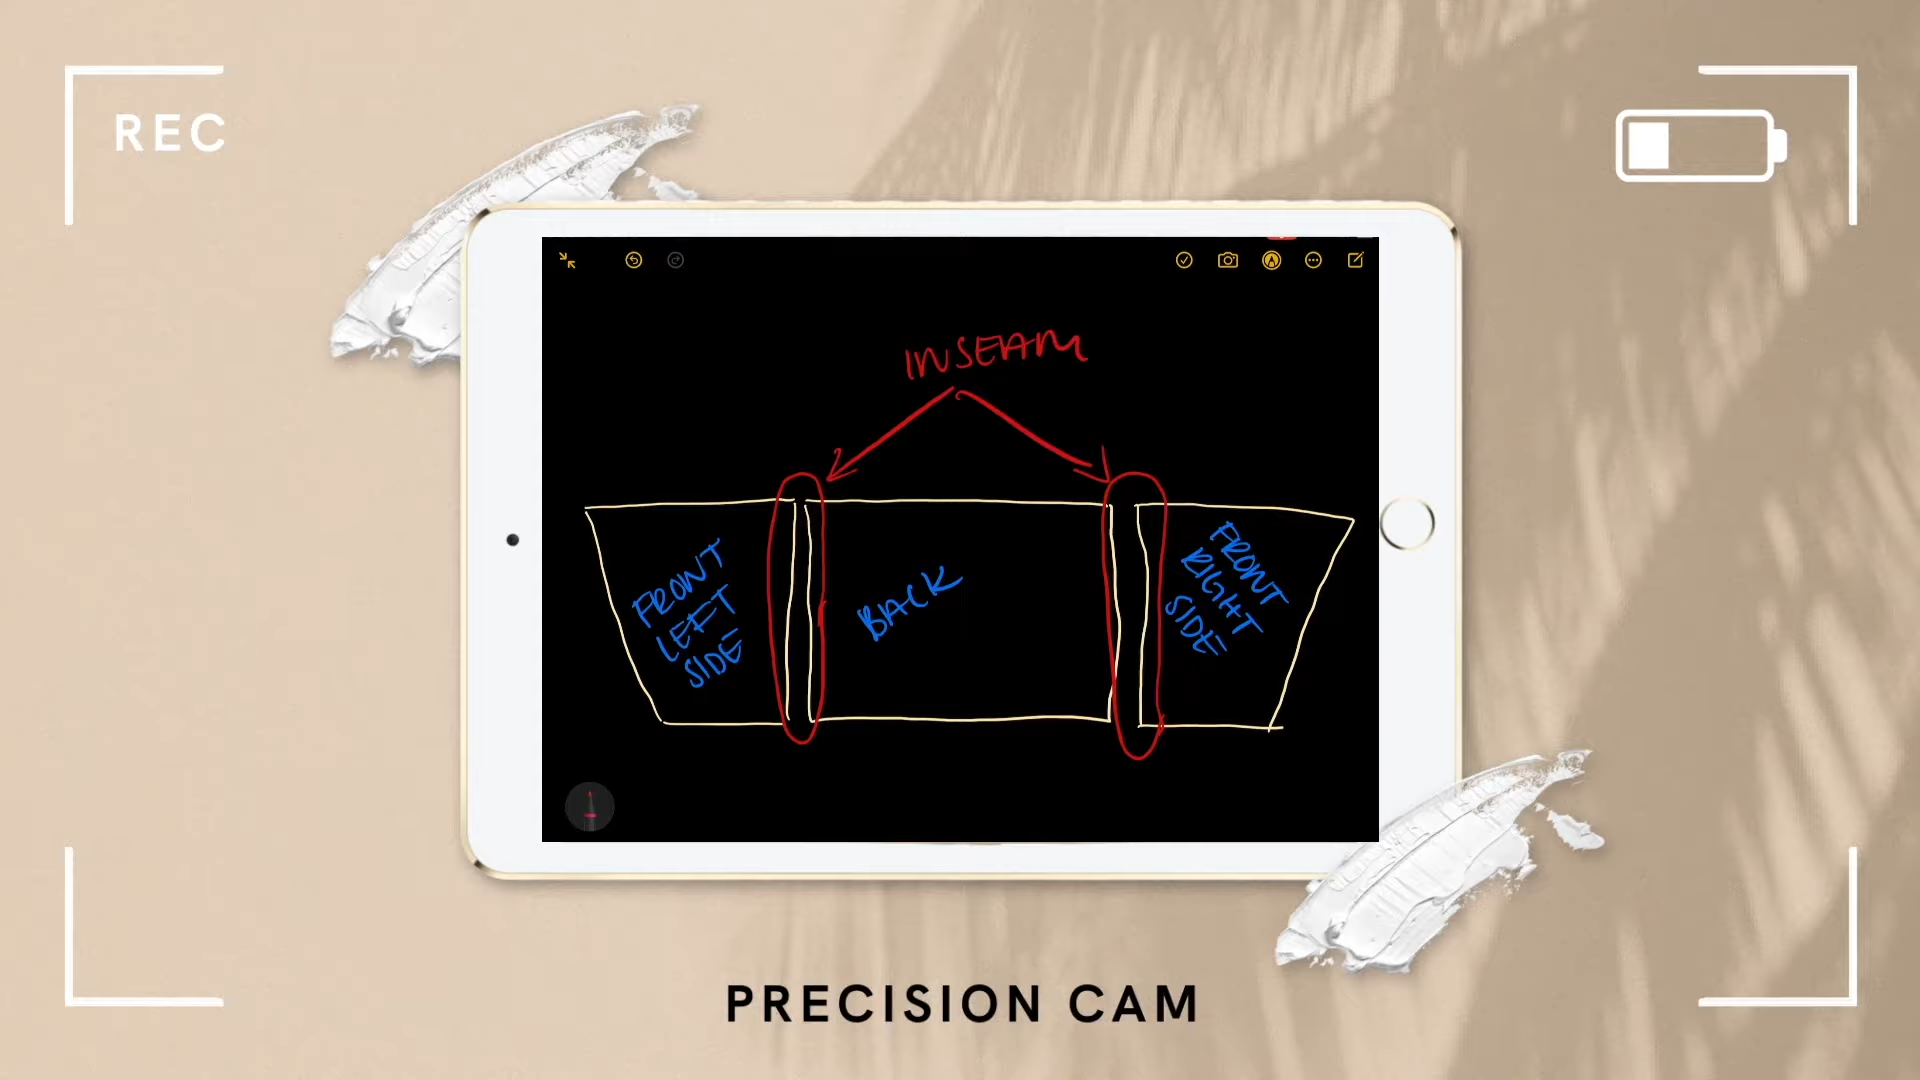 REC
INSEAM
FRONT
LEFT
SIDE
BACK
FRONT
RIGHT
SIDE
PRECISION CAM